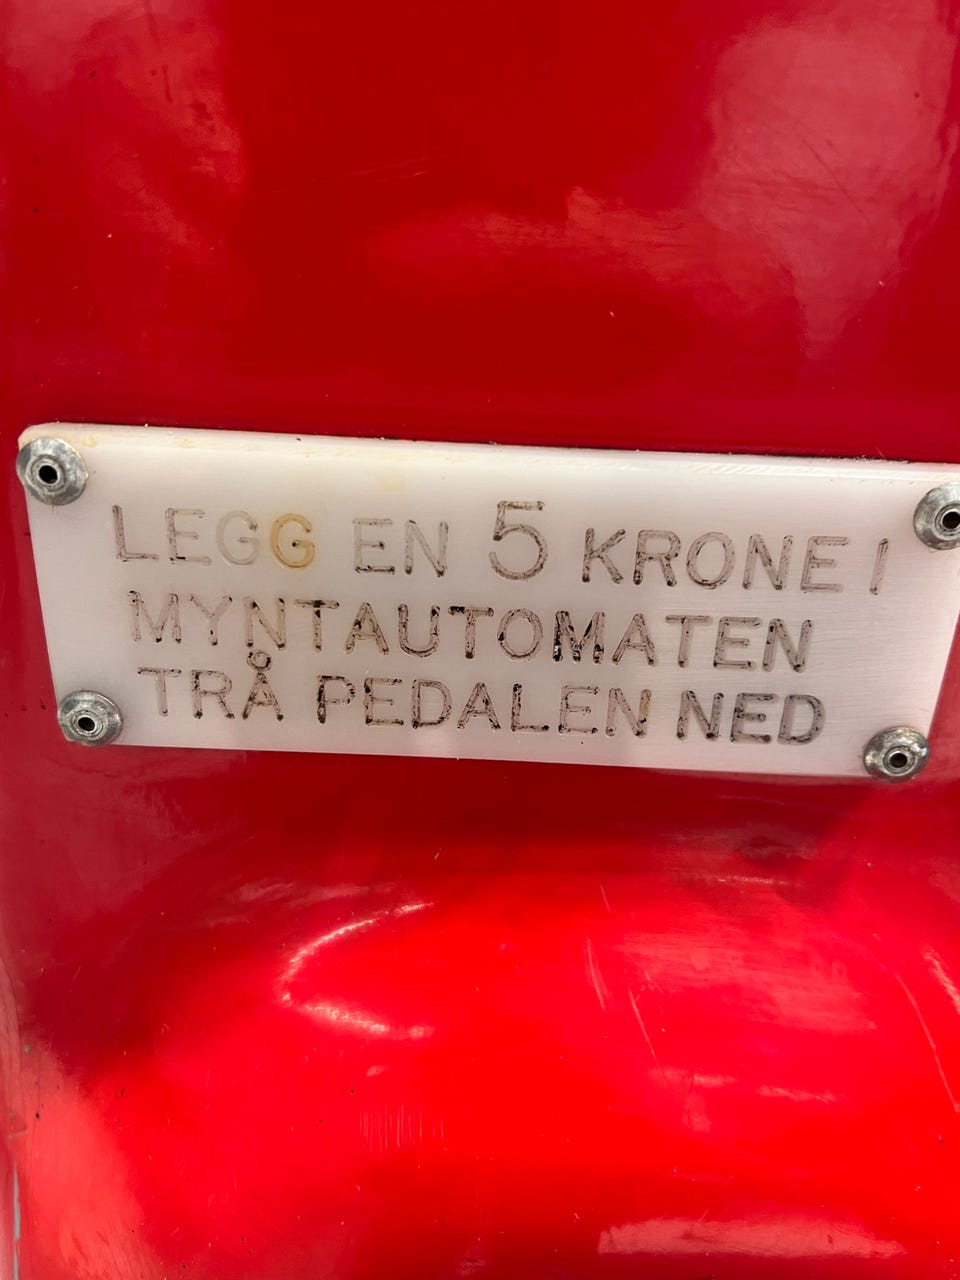 LEGG EN 5 KRONE I
MYNTAUTOMATEN
TRÅ PEDALEN NED